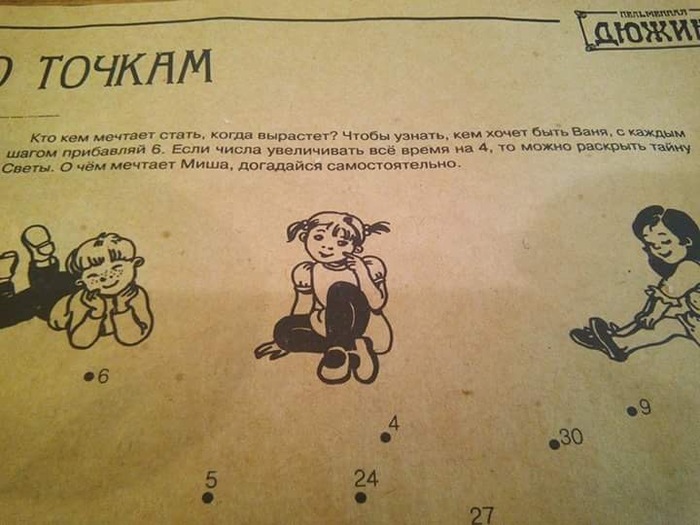 ПЕЛЬМЕННАЯ
ДЮЖИН
О ТОЧКАМ
Кто кем мечтает стать, когда вырастет? Чтобы узнать, кем хочет быть Ваня, с каждым
шагом прибавляй 6. Если числа увеличивать всё время на 4, то можно раскрыть тайну
Светы. О чём мечтает Миша, догадайся самостоятельно.
6
9
4
30
5
24
27